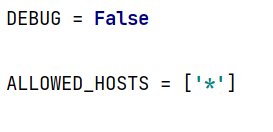 DEBUG = False
ALLOWED_HOSTS = ['*']